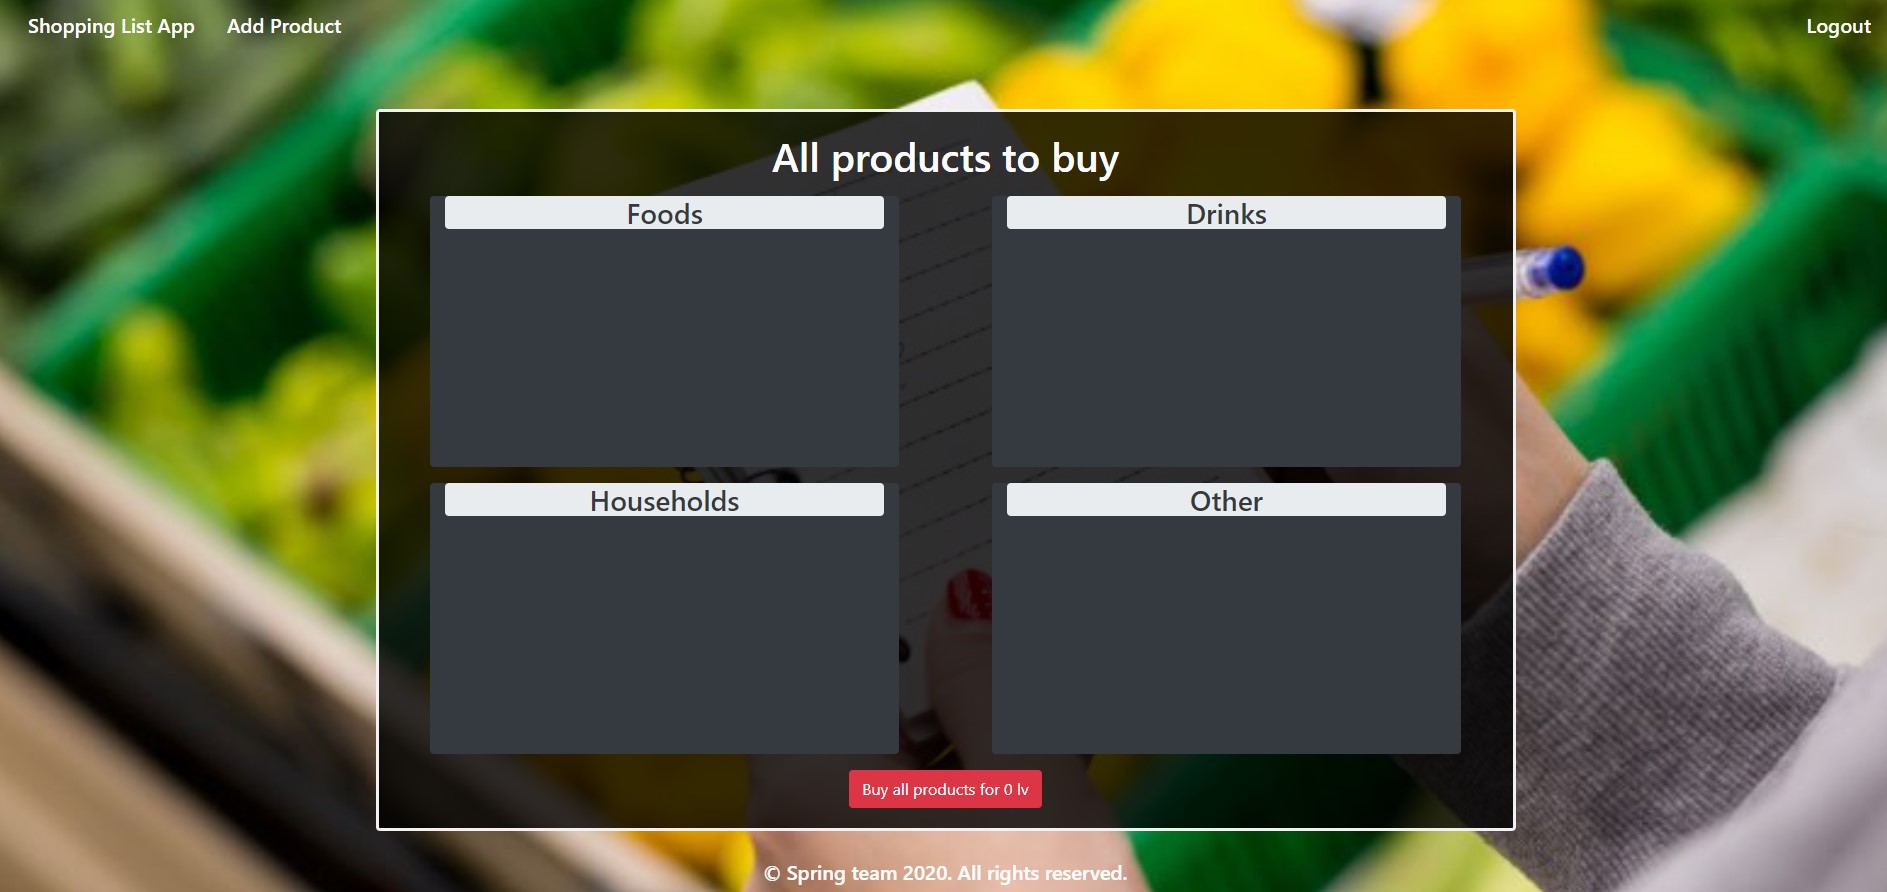 Shopping List App Add Product Logout
All products to buy
Foods Drinks
Households Other
Buy all products for 0 lv
© Spring team 2020. All rights reserved.